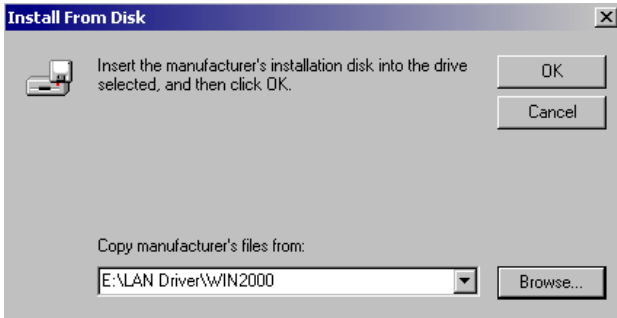 Install From Disk
Insert the manufacturer's installation disk into the drive
selected, and then click OK.
OK
Cancel
Copy manufacturer's files from:
E:\LAN Driver\WIN2000
Browse...